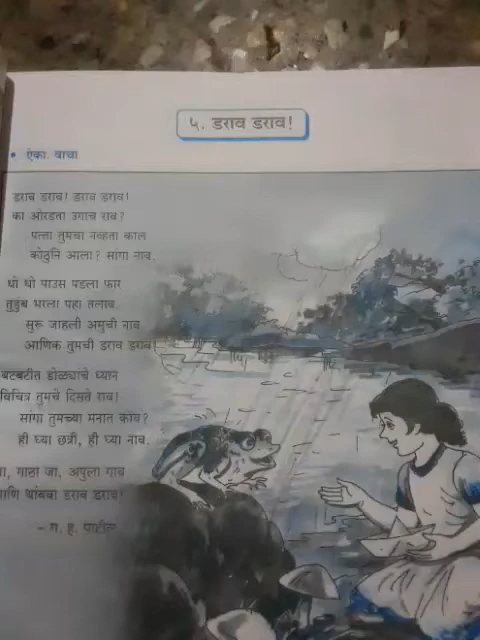 ५. डराव डराव!
• ऐका. वाचा
डराव डराव! डराव डराव!
का ओरडता उगाच राव?
पत्ता तुमचा नव्हता काल
कोठुनि आला? सांगा नाव.
धो धो पाउस पडला फार
तुडुंब भरला पहा तलाव.
सुरू जाहली अमुची नाव
आणिक तुमची डराव डराव!
बटबटीत डोळ्यांचे ध्यान
विचित्र तुमचे दिसते राव!
सांगा तुमच्या मनात काय?
ही घ्या छत्री, ही घ्या नाव.
गाठा जा, अपुला गाव
थांबवा डराव डराव!
– ग. ह. पाटील